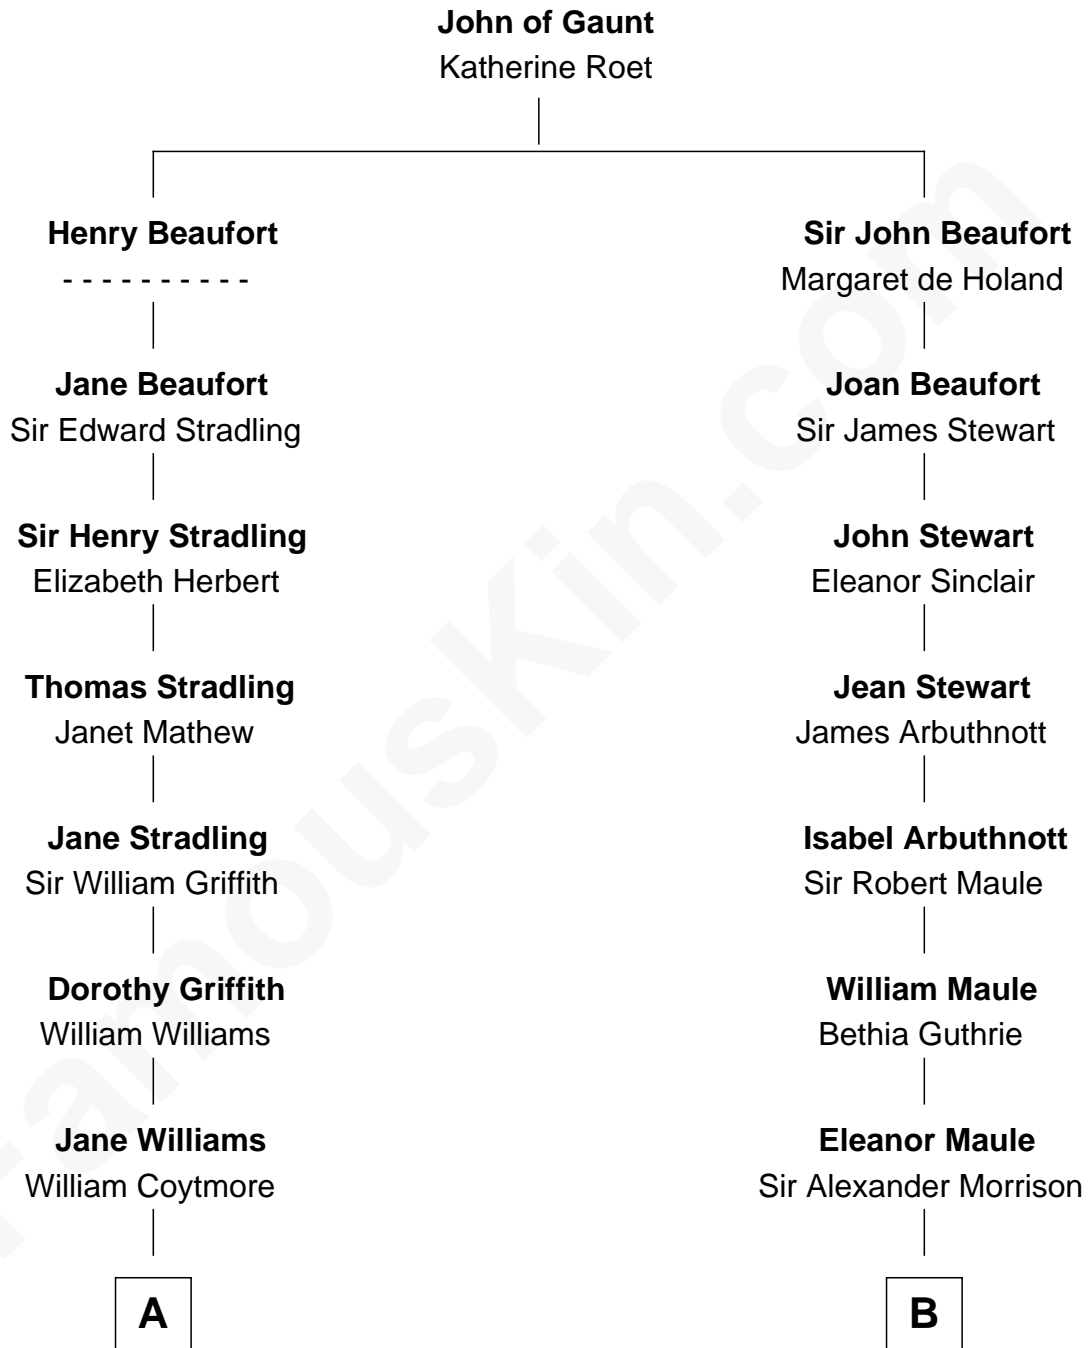 John of Gaunt
Katherine Roet
Henry Beaufort
- - - - - - - - - -
Jane Beaufort
Sir Edward Stradling
Sir Henry Stradling
Elizabeth Herbert
Thomas Stradling
Janet Mathew
Jane Stradling
Sir William Griffith
Dorothy Griffith
William Williams
Jane Williams
William Coytmore
A
Sir John Beaufort
Margaret de Holand
Joan Beaufort
Sir James Stewart
John Stewart
Eleanor Sinclair
Jean Stewart
James Arbuthnott
Isabel Arbuthnott
Sir Robert Maule
William Maule
Bethia Guthrie
Eleanor Maule
Sir Alexander Morrison
B
FamousKin.com